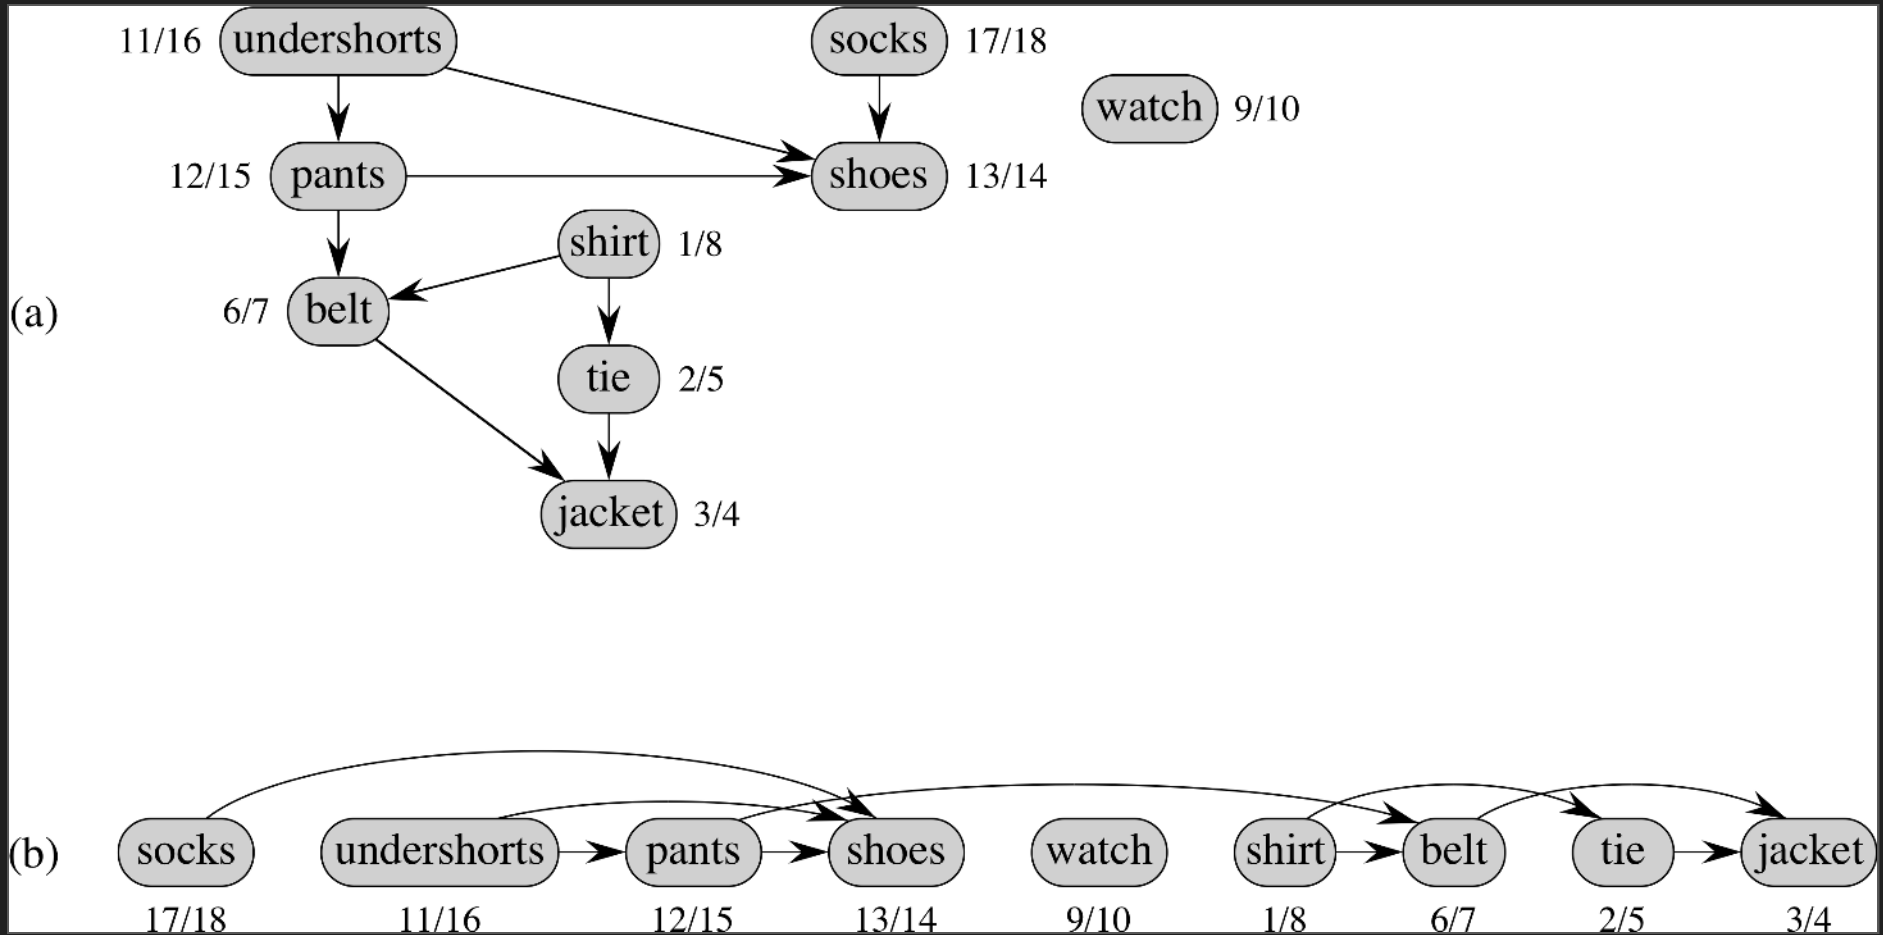 11/16 undershorts socks 17/18
watch 9/10
12/15 pants shoes 13/14
shirt 1/8
(a) 6/7 belt
tie 2/5
jacket 3/4
(b) socks undershorts pants shoes watch shirt belt tie jacket
17/18 11/16 12/15 13/14 9/10 1/8 6/7 2/5 3/4